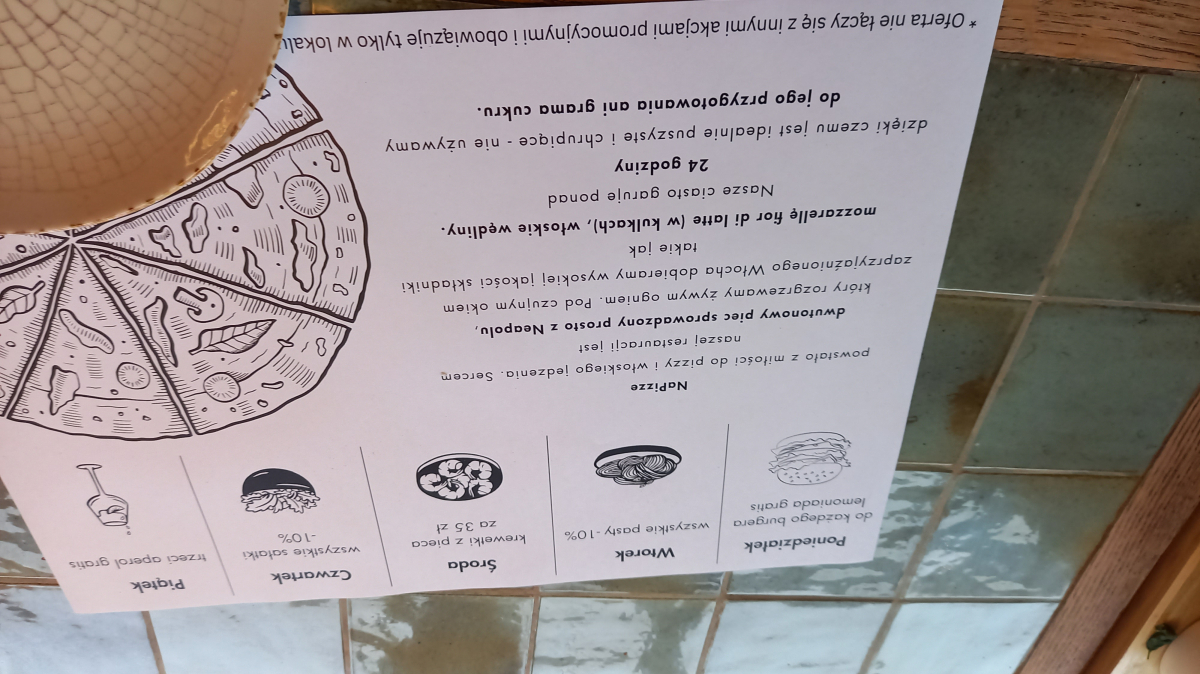 Poniedziałek
do każdego burgera
lemoniada gratis
Wtorek
wszystkie pasty -10%
Środa
krewetki z pieca
za 35 zł
Czwartek
wszystkie sałatki
-10%
Piątek
trzeci aperol gratis
NaPizze
powstało z miłości do pizzy i włoskiego jedzenia. Sercem
naszej restauracji jest
dwutonowy piec sprowadzony prosto z Neapolu,
który rozgrzewamy żywym ogniem. Pod czujnym okiem
zaprzyjaźnionego Włocha dobieramy wysokiej jakości składniki
takie jak
mozzarellę fior di latte (w kulkach), włoskie wędliny.
Nasze ciasto garuje ponad
24 godziny
dzięki czemu jest idealnie puszyste i chrupiące - nie używamy
do jego przygotowania ani grama cukru.
* Oferta nie łączy się z innymi akcjami promocyjnymi i obowiązuje tylko w lokalu